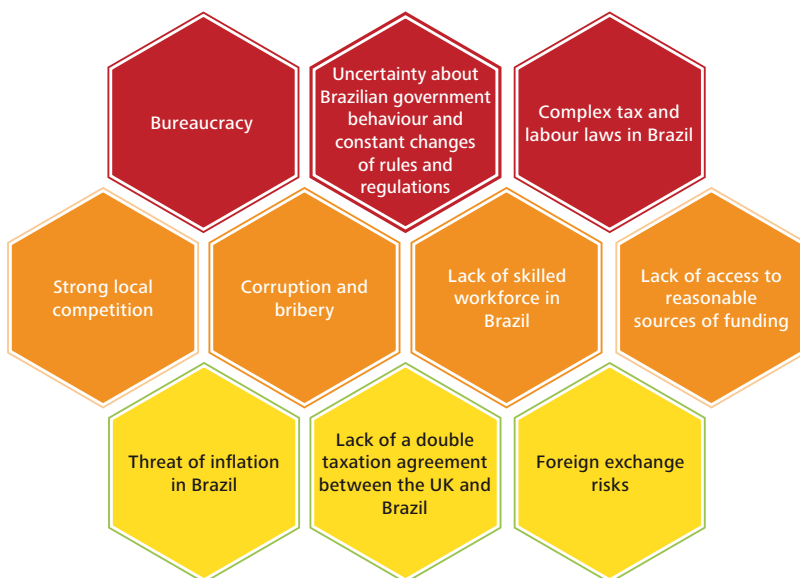 Bureaucracy
Uncertainty about
Brazilian government
behaviour and
constant changes
of rules and
regulations
Complex tax and
labour laws in Brazil
Strong local
competition
Corruption and
bribery
Lack of skilled
workforce in
Brazil
Lack of access to
reasonable
sources of funding
Threat of inflation
in Brazil
Lack of a double
taxation agreement
between the UK and
Brazil
Foreign exchange
risks